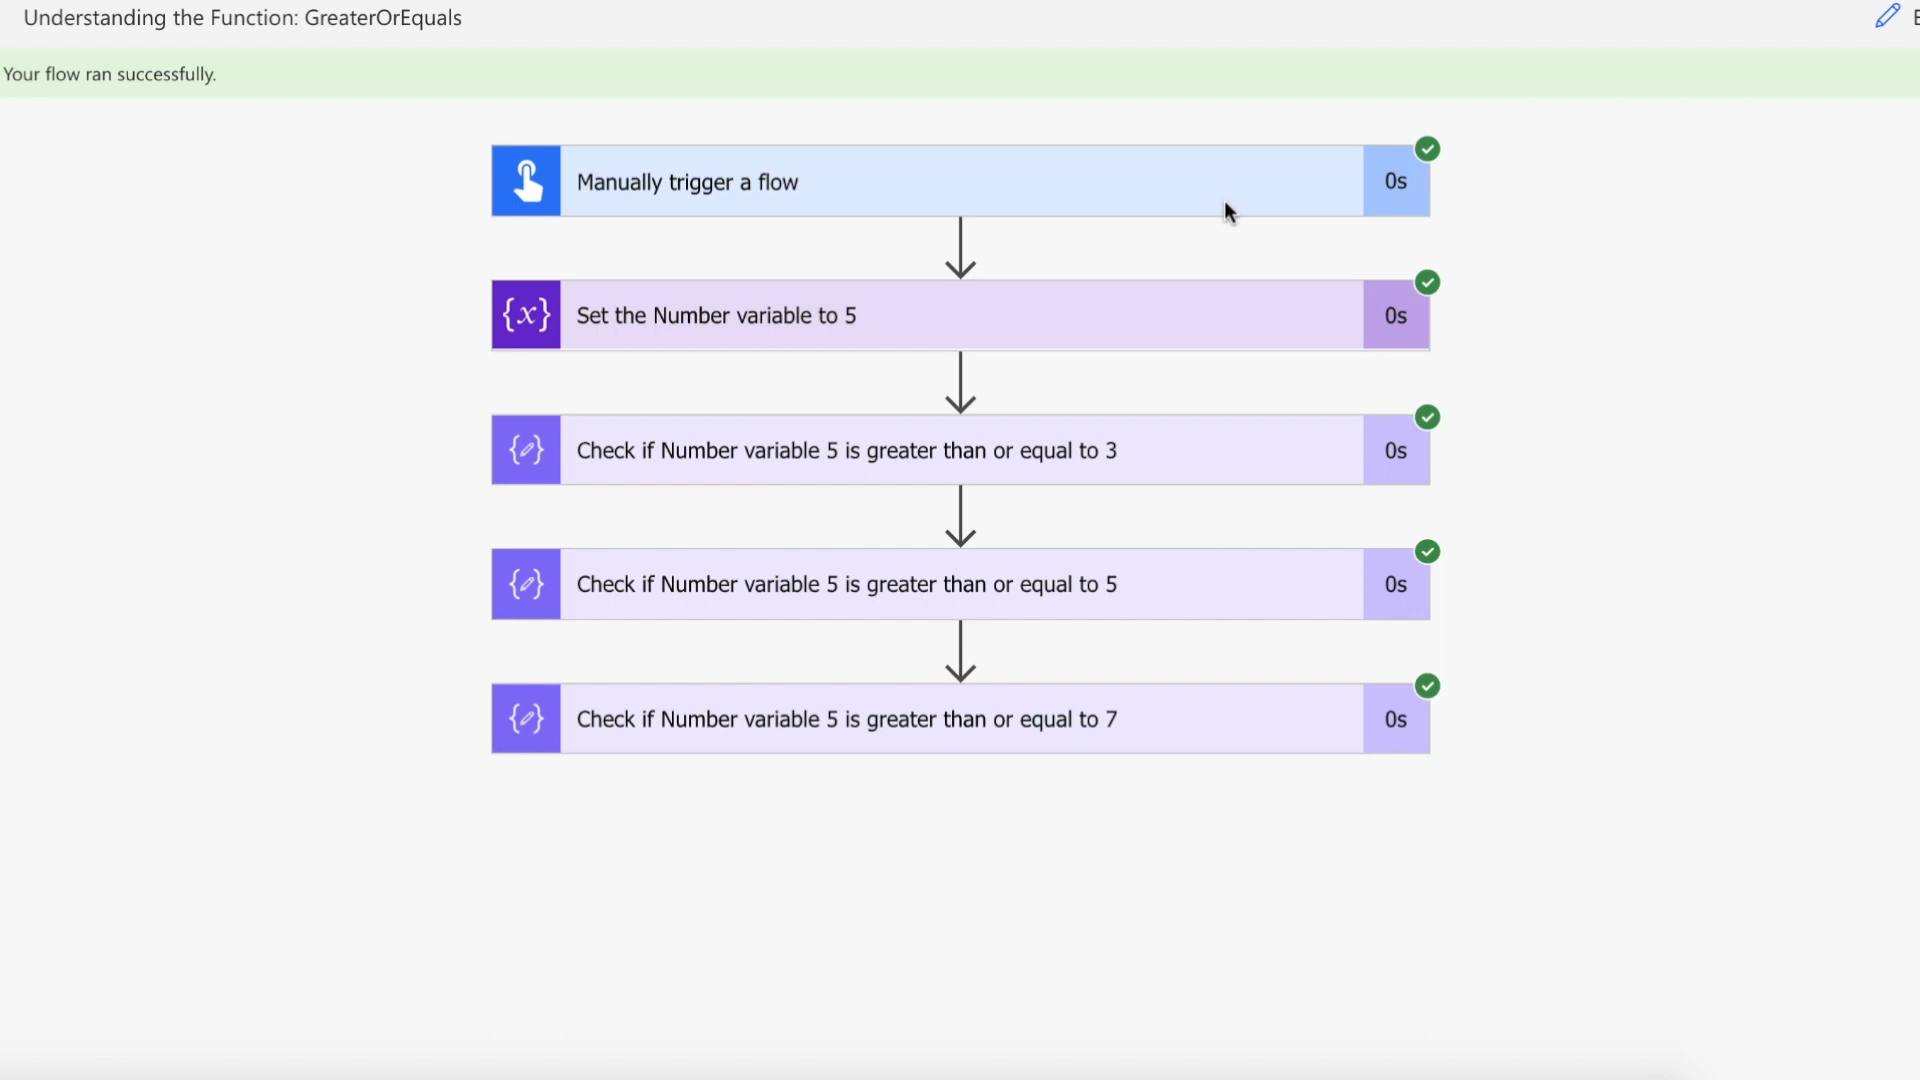 Understanding the Function: GreaterOrEquals
Your flow ran successfully.
Manually trigger a flow
0s
{x} Set the Number variable to 5
0s
Check if Number variable 5 is greater than or equal to 3
0s
Check if Number variable 5 is greater than or equal to 5
0s
Check if Number variable 5 is greater than or equal to 7
0s